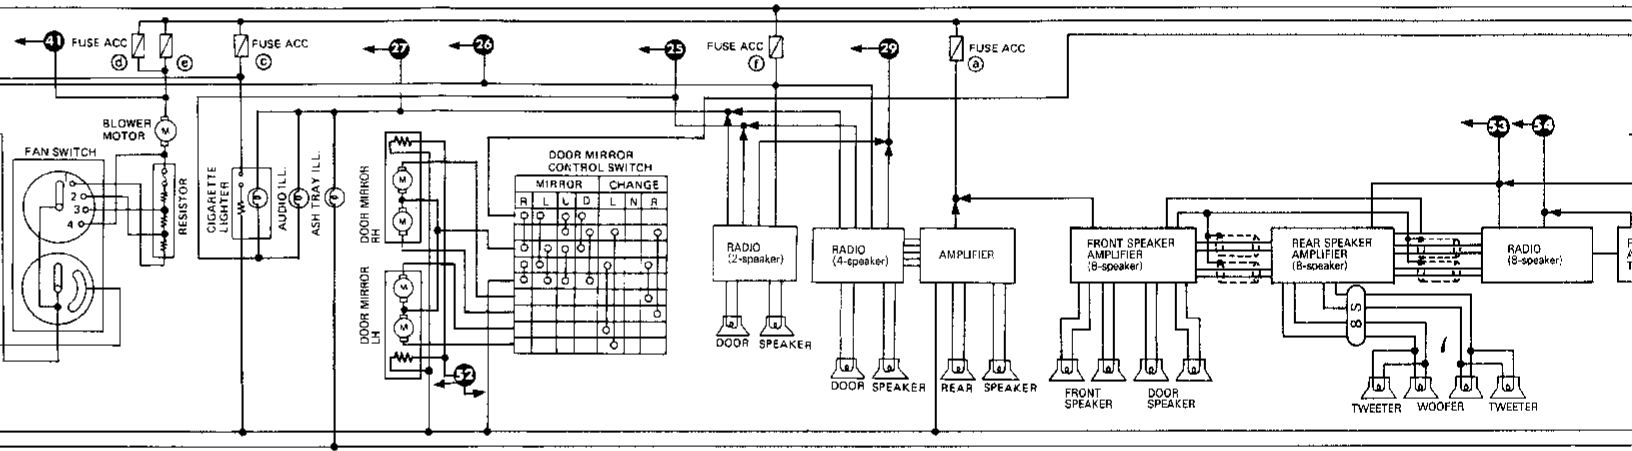 41
FUSE ACC
d
e
FUSE ACC
c
27
26
25
FUSE ACC
f
29
FUSE ACC
a
53
54
BLOWER
MOTOR
M
FAN SWITCH
1
2
3
4
RESISTOR
CIGARETTE
LIGHTER
AUDIO ILL.
ASH TRAY ILL.
DOOR MIRROR
RH
M
M
DOOR MIRROR
LH
M
M
52
DOOR MIRROR
CONTROL SWITCH
MIRROR CHANGE
R L U D L N R
RADIO
(2-speaker)
DOOR SPEAKER
RADIO
(4-speaker)
DOOR SPEAKER
AMPLIFIER
REAR SPEAKER
FRONT SPEAKER
AMPLIFIER
(8-speaker)
FRONT
SPEAKER
DOOR
SPEAKER
REAR SPEAKER
AMPLIFIER
(8-speaker)
8 S
TWEETER WOOFER TWEETER
RADIO
(8-speaker)